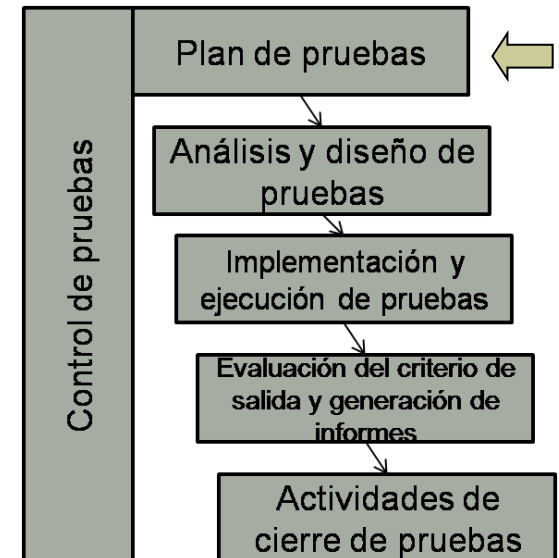 Control de pruebas
Plan de pruebas
Análisis y diseño de
pruebas
Implementación y
ejecución de pruebas
Evaluación del criterio de
salida y generación de
informes
Actividades de
cierre de pruebas